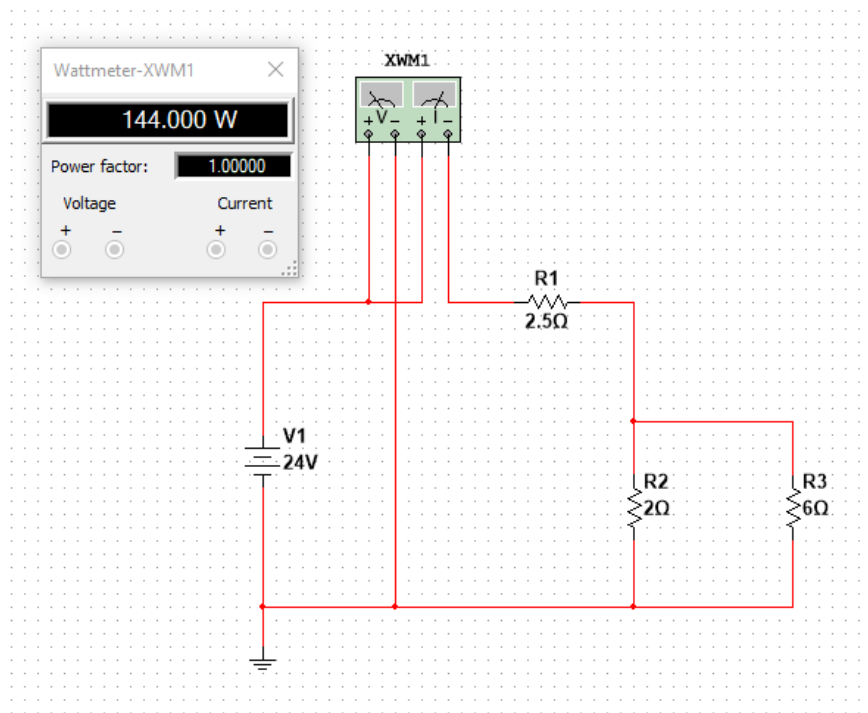 XWM1
Wattmeter-XWM1
144.000 W
+ V - + I -
Power factor: 1.00000
Voltage Current
+ - + -
R1
2.5Ω
V1
24V
R2
2Ω
R3
6Ω